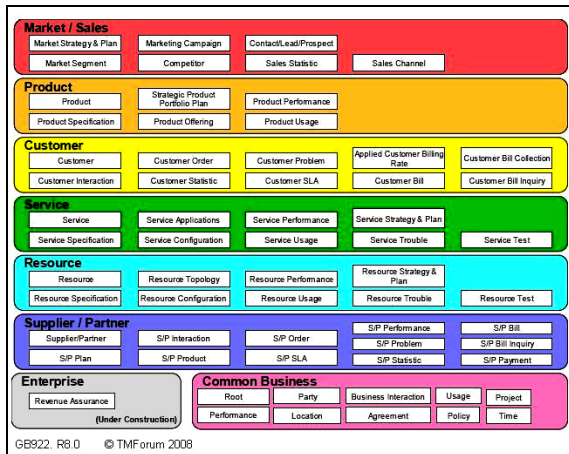 Market / Sales
Market Strategy & Plan Marketing Campaign Contact/Lead/Prospect
Market Segment Competitor Sales Statistic Sales Channel
Product
Product Strategic Product Portfolio Plan Product Performance
Product Specification Product Offering Product Usage
Customer
Customer Customer Order Customer Problem Applied Customer Billing Rate Customer Bill Collection
Customer Interaction Customer Statistic Customer SLA Customer Bill Customer Bill Inquiry
Service
Service Service Applications Service Performance Service Strategy & Plan
Service Specification Service Configuration Service Usage Service Trouble Service Test
Resource
Resource Resource Topology Resource Performance Resource Strategy & Plan
Resource Specification Resource Configuration Resource Usage Resource Trouble Resource Test
Supplier / Partner
S/P Performance S/P Bill
Supplier/Partner S/P Interaction S/P Order S/P Problem S/P Bill Inquiry
S/P Plan S/P Product S/P SLA S/P Statistic S/P Payment
Enterprise
Revenue Assurance
(Under Construction)
Common Business
Root Party Business Interaction Usage Project
Performance Location Agreement Policy Time
GB922. R8.0 © TMForum 2008